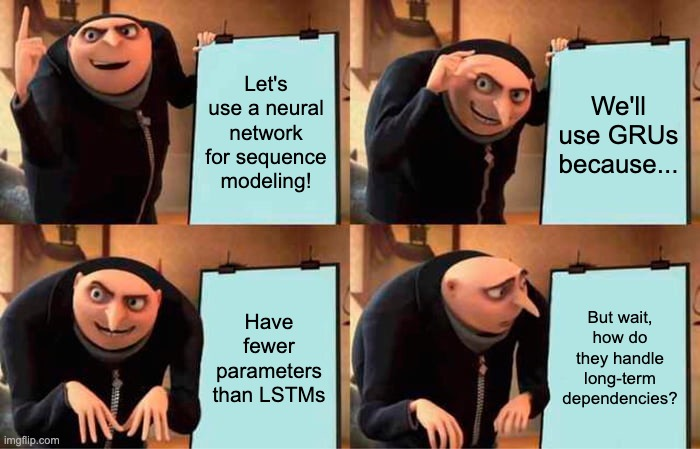 Let's
use a neural
network
for sequence
modeling!
We'll
use GRUs
because...
Have
fewer
parameters
than LSTMs
But wait,
how do
they handle
long-term
dependencies?
imgflip.com